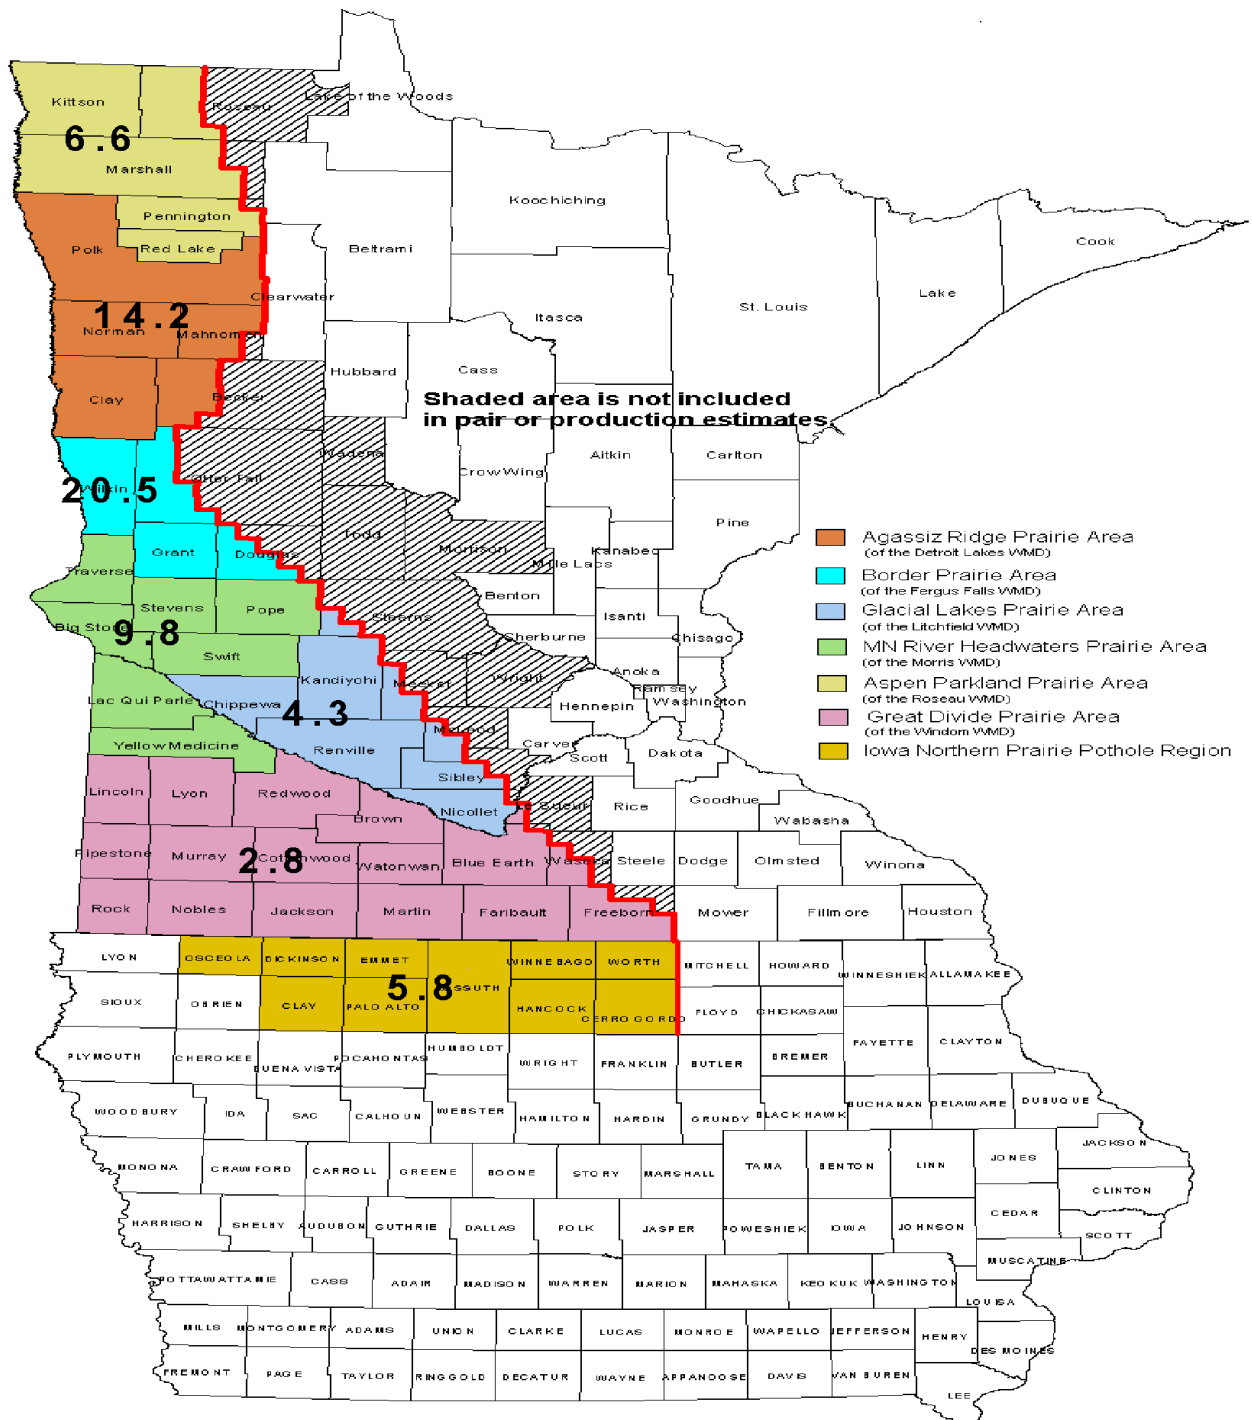 Kittson
Roseau
Lake of the Woods
6.6
Marshall
Koochiching
Pennington
Polk
Red Lake
Beltrami
Cook
Clearwater
Lake
St. Louis
14.2
Itasca
Norman
Mahnomen
Hubbard
Cass
Clay
Becker
Shaded area is not included
in pair or production estimates.
Wadena
Crow Wing
Aitkin
Carlton
Otter Tail
20.5
Wilkin
Pine
Grant
Douglas
Todd
Morrison
Kanabec
Mille Lacs
Traverse
Agassiz Ridge Prairie Area
(of the Detroit Lakes WMD)
Border Prairie Area
(of the Fergus Falls WMD)
Glacial Lakes Prairie Area
(of the Litchfield WMD)
MN River Headwaters Prairie Area
(of the Morris WMD)
Aspen Parkland Prairie Area
(of the Roseau WMD)
Great Divide Prairie Area
(of the Windom WMD)
Iowa Northern Prairie Pothole Region
Benton
Stevens
Pope
Stearns
Isanti
Big Stone
9.8
Sherburne
Chisago
Swift
Anoka
Kandiyohi
Meeker
Wright
Ramsey
Washington
Lac Qui Parle
Chippewa
4.3
Hennepin
McLeod
Carver
Yellow Medicine
Renville
Scott
Dakota
Sibley
Lincoln
Lyon
Redwood
Nicollet
Le Sueur
Rice
Goodhue
Brown
Wabasha
Pipestone
Murray
Cottonwood
2.8
Watonwan
Blue Earth
Waseca
Steele
Dodge
Olmsted
Winona
Rock
Nobles
Jackson
Martin
Faribault
Freeborn
Mower
Fillmore
Houston
LYON
OSCEOLA
DICKINSON
EMMET
WINNEBAGO
WORTH
MITCHELL
HOWARD
WINNESHIEK
ALLAMAKEE
SIOUX
OBRIEN
CLAY
PALO ALTO
5.8
HANCOCK
CERRO GORDO
FLOYD
CHICKASAW
PLYMOUTH
CHEROKEE
BUENA VISTA
POCAHONTAS
HUMBOLDT
WRIGHT
FRANKLIN
BUTLER
BREMER
FAYETTE
CLAYTON
WOODBURY
IDA
SAC
CALHOUN
WEBSTER
HAMILTON
HARDIN
GRUNDY
BLACK HAWK
BUCHANAN
DELAWARE
DUBUQUE
MONONA
CRAWFORD
CARROLL
GREENE
BOONE
STORY
MARSHALL
TAMA
BENTON
LINN
JONES
JACKSON
CLINTON
HARRISON
SHELBY
AUDUBON
GUTHRIE
DALLAS
POLK
JASPER
POWESHIEK
IOWA
JOHNSON
CEDAR
SCOTT
MUSCATINE
POTTAWATTAMIE
CASS
ADAIR
MADISON
WARREN
MARION
MAHASKA
KEOKUK
WASHINGTON
LOUISA
MILLS
MONTGOMERY
ADAMS
UNION
CLARKE
LUCAS
MONROE
WAPELLO
JEFFERSON
HENRY
DES MOINES
FREMONT
PAGE
TAYLOR
RINGGOLD
DECATUR
WAYNE
APPANOOSE
DAVIS
VAN BUREN
LEE